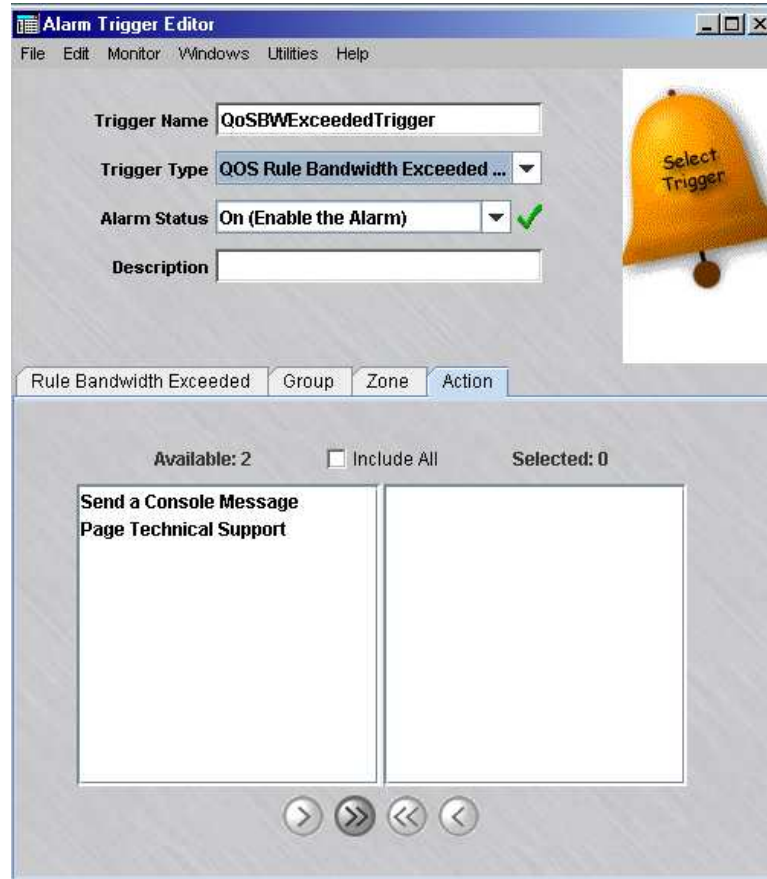 Alarm Trigger Editor
File Edit Monitor Windows Utilities Help
Trigger Name QoSBWExceededTrigger
Trigger Type QOS Rule Bandwidth Exceeded ...
Alarm Status On (Enable the Alarm)
Description
Select
Trigger
Rule Bandwidth Exceeded Group Zone Action
Available: 2 Include All Selected: 0
Send a Console Message
Page Technical Support